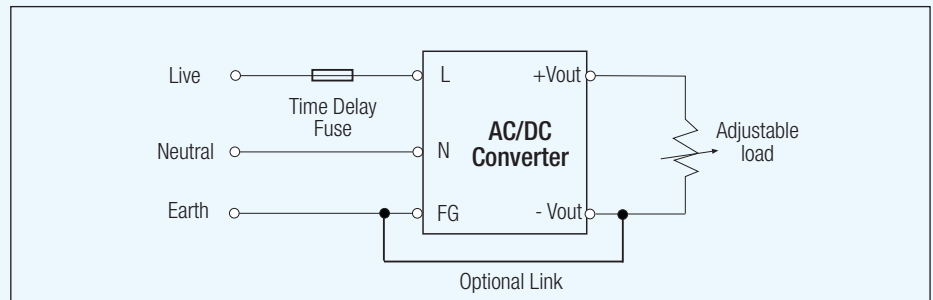 Live
L
+Vout
Time Delay
Fuse
AC/DC
Converter
Adjustable
load
Neutral
N
Earth
FG
- Vout
Optional Link